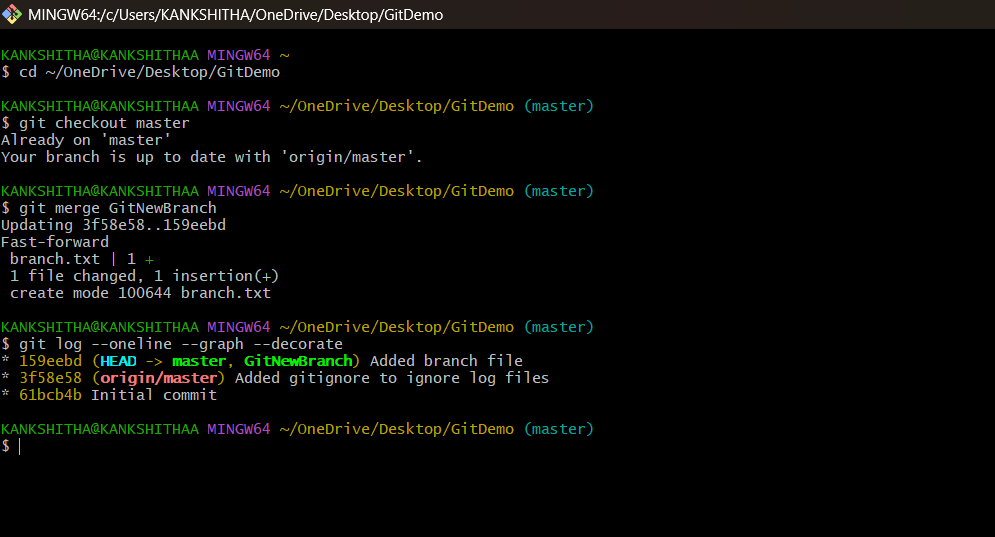 MINGW64:/c/Users/KANKSHITHA/OneDrive/Desktop/GitDemo
KANKSHITHA@KANKSHITHAA MINGW64 ~
$ cd ~/OneDrive/Desktop/GitDemo
KANKSHITHA@KANKSHITHAA MINGW64 ~/OneDrive/Desktop/GitDemo (master)
$ git checkout master
Already on 'master'
Your branch is up to date with 'origin/master'.
KANKSHITHA@KANKSHITHAA MINGW64 ~/OneDrive/Desktop/GitDemo (master)
$ git merge GitNewBranch
Updating 3f58e58..159eebd
Fast-forward
 branch.txt | 1 +
 1 file changed, 1 insertion(+)
 create mode 100644 branch.txt
KANKSHITHA@KANKSHITHAA MINGW64 ~/OneDrive/Desktop/GitDemo (master)
$ git log --oneline --graph --decorate
* 159eebd (HEAD -> master, GitNewBranch) Added branch file
* 3f58e58 (origin/master) Added gitignore to ignore log files
* 61bcb4b Initial commit
KANKSHITHA@KANKSHITHAA MINGW64 ~/OneDrive/Desktop/GitDemo (master)
$